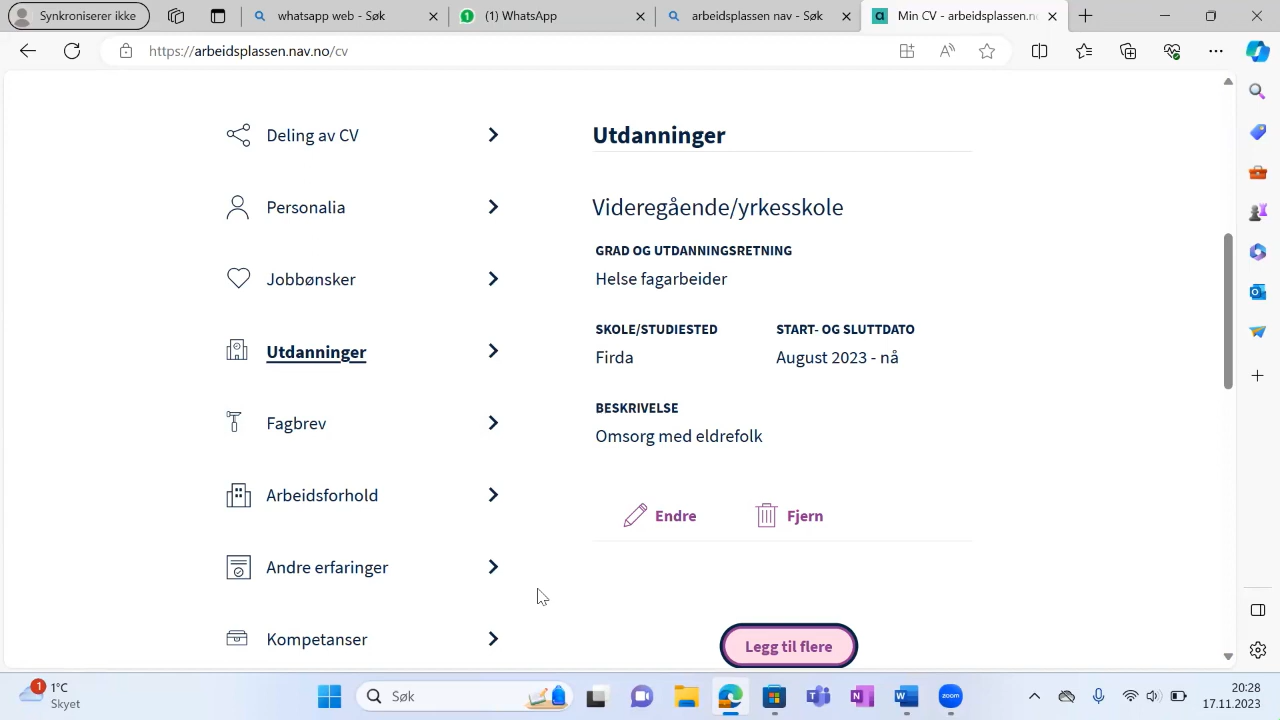 Synkroniserer ikke
whatsapp web - Søk
(1) WhatsApp
arbeidsplassen nav - Søk
Min CV - arbeidsplassen.n
https://arbeidsplassen.nav.no/cv
Deling av CV
Personalia
Jobbønsker
Utdanninger
Fagbrev
Arbeidsforhold
Andre erfaringer
Kompetanser
Utdanninger
Videregående/yrkesskole
GRAD OG UTDANNINGSRETNING
Helse fagarbeider
SKOLE/STUDIESTED
Firda
START- OG SLUTTDATO
August 2023 - nå
BESKRIVELSE
Omsorg med eldrefolk
Endre
Fjern
Legg til flere
1
1°C
Skyet
Søk
zoom
20:28
17.11.2023